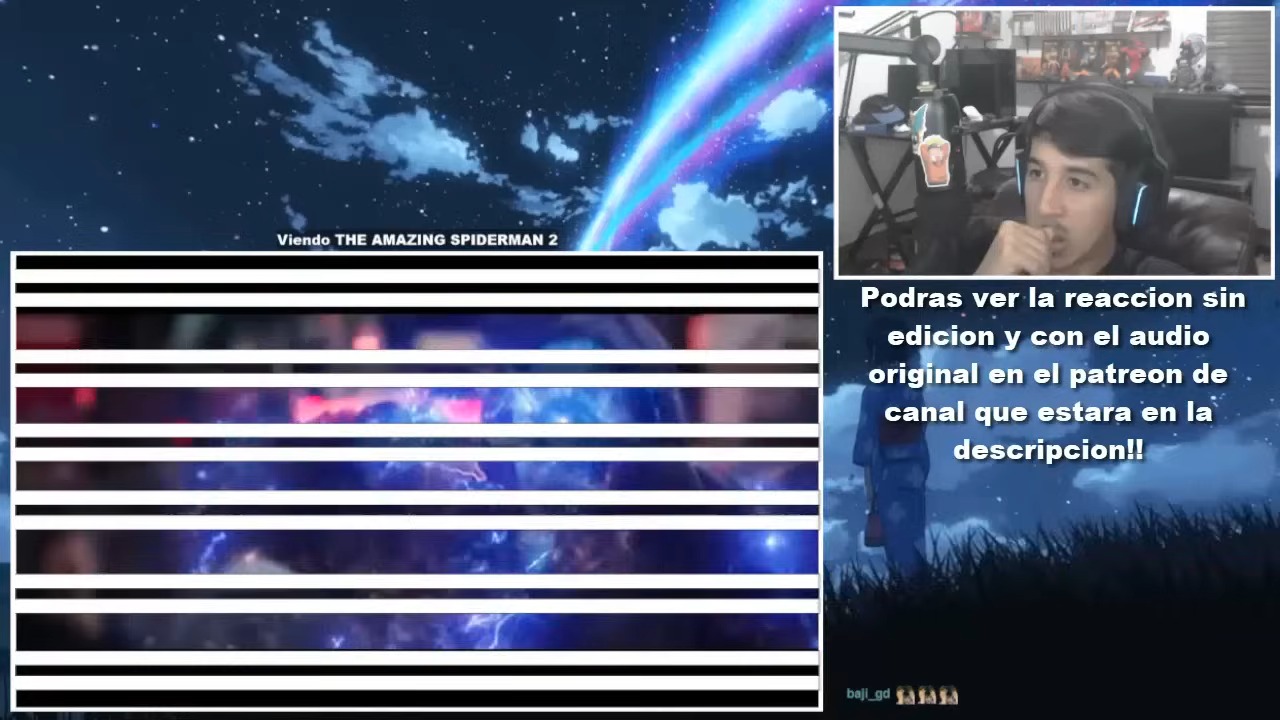 Viendo THE AMAZING SPIDERMAN 2
Podras ver la reaccion sin
edicion y con el audio
original en el patreon de
canal que estara en la
descripcion!!
baji_gd